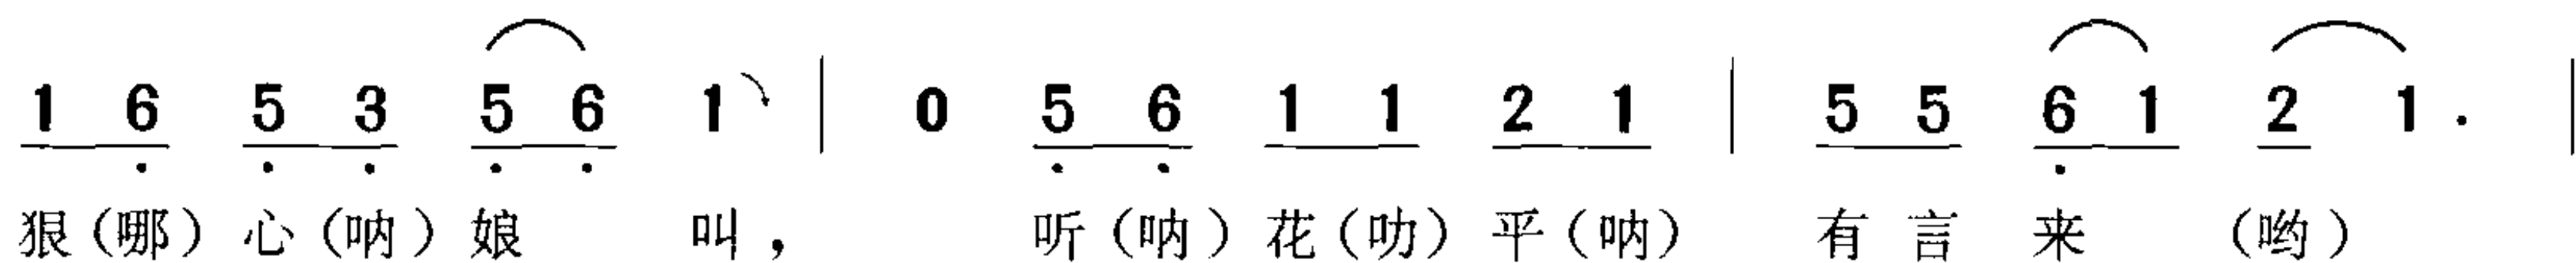 1 6 5 3 5 6 1 | 0 5 6 1 1 2 1 | 5 5 6 1 2 1 . |
狠（哪）心（呐）娘 叫， 听（呐）花（叻）平（呐） 有 言 来 （哟）